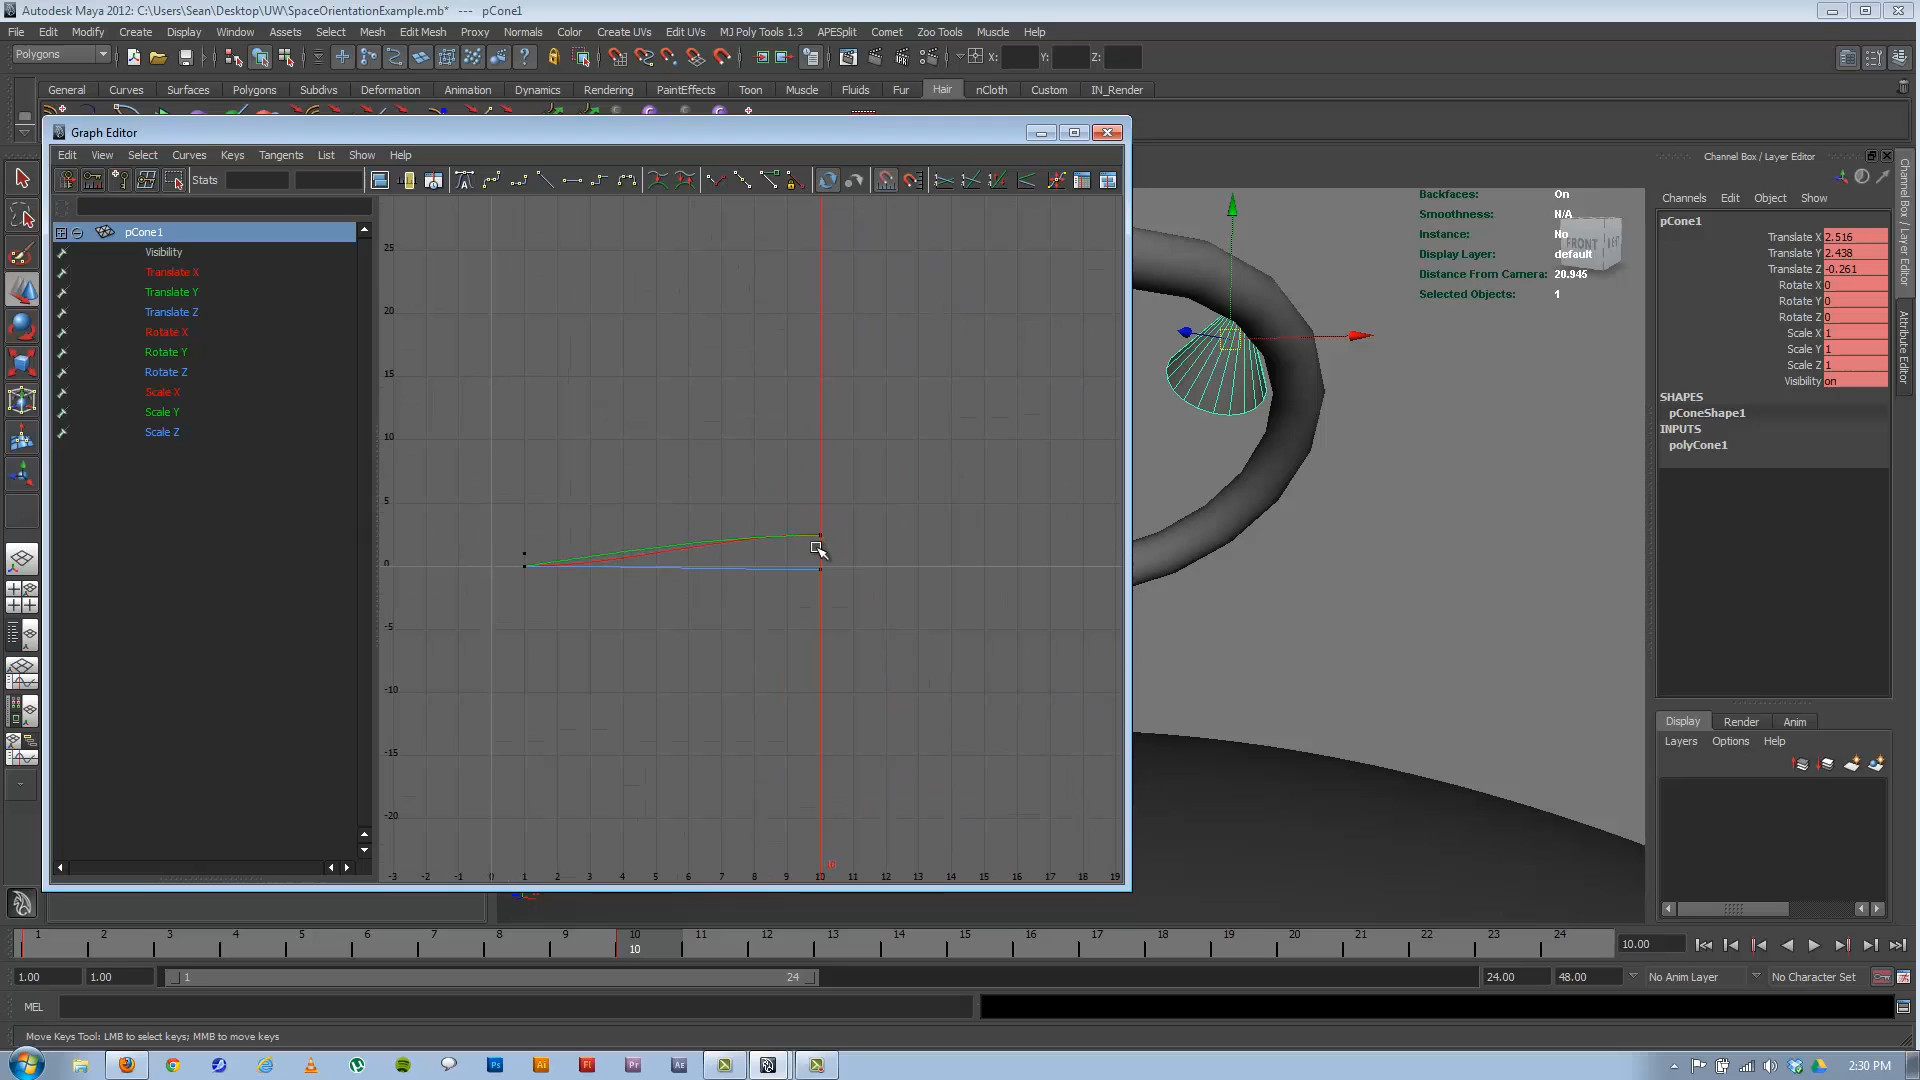 Autodesk Maya 2012: C:\Users\Sean\Desktop\UW\SpaceOrientationExample.mb* --- pCone1
File Edit Modify Create Display Window Assets Select Mesh Edit Mesh Proxy Normals Color Create UVs Edit UVs MJ Poly Tools 1.3 APESplit Comet Zoo Tools Muscle Help
Polygons X: Y: Z:
General Curves Surfaces Polygons Subdivs Deformation Animation Dynamics Rendering PaintEffects Toon Muscle Fluids Fur Hair nCloth Custom IN_Render
Graph Editor
Edit View Select Curves Keys Tangents List Show Help
Stats
pCone1
Visibility
Translate X
Translate Y
Translate Z
Rotate X
Rotate Y
Rotate Z
Scale X
Scale Y
Scale Z
25
20
15
10
5
0
-5
-10
-15
-20
-3 -2 -1 0 1 2 3 4 5 6 7 8 9 10 11 12 13 14 15 16 17 18 19
Backfaces: On
Smoothness: N/A
Instance: No
Display Layer: default
Distance From Camera: 20.945
Selected Objects: 1
FRONT
Channel Box / Layer Editor
Channels Edit Object Show
pCone1
Translate X 2.516
Translate Y 2.438
Translate Z -0.261
Rotate X 0
Rotate Y 0
Rotate Z 0
Scale X 1
Scale Y 1
Scale Z 1
Visibility on
SHAPES
pConeShape1
INPUTS
polyCone1
Channel Box / Layer Editor
Attribute Editor
Display Render Anim
Layers Options Help
1 2 3 4 5 6 7 8 9 10 11 12 13 14 15 16 17 18 19 20 21 22 23 24
10
10.00
1.00 1.00 1 24 24.00 48.00 No Anim Layer No Character Set
MEL
Move Keys Tool: LMB to select keys; MMB to move keys
Ps Ai Fl Pr Ae
2:30 PM